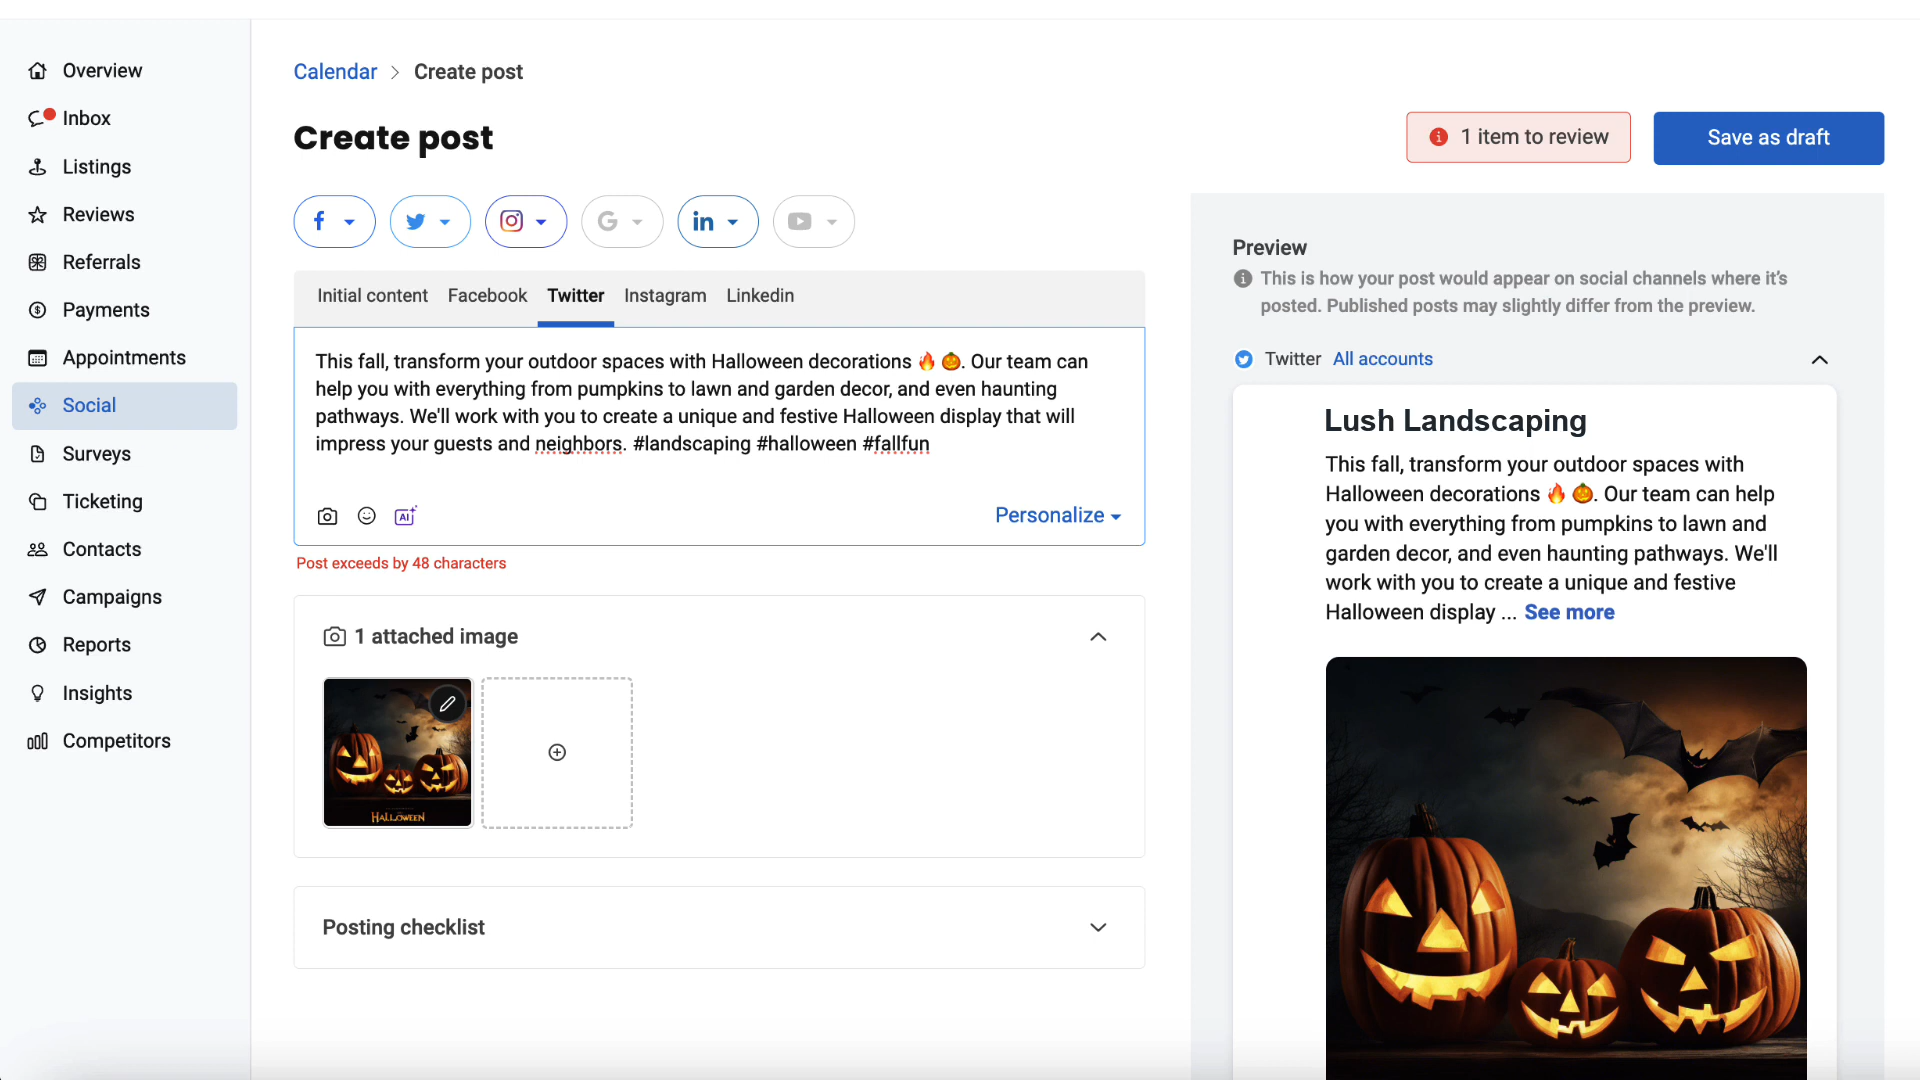 Overview
Inbox
Listings
Reviews
Referrals
Payments
Appointments
Social
Surveys
Ticketing
Contacts
Campaigns
Reports
Insights
Competitors
Calendar > Create post
Create post
1 item to review
Save as draft
Initial content Facebook Twitter Instagram Linkedin
This fall, transform your outdoor spaces with Halloween decorations 🔥 🎃. Our team can
help you with everything from pumpkins to lawn and garden decor, and even haunting
pathways. We'll work with you to create a unique and festive Halloween display that will
impress your guests and neighbors. #landscaping #halloween #fallfun
AI
Personalize
Post exceeds by 48 characters
1 attached image
HALLOWEEN
Posting checklist
Preview
This is how your post would appear on social channels where it's
posted. Published posts may slightly differ from the preview.
Twitter All accounts
Lush Landscaping
This fall, transform your outdoor spaces with
Halloween decorations 🔥 🎃. Our team can help
you with everything from pumpkins to lawn and
garden decor, and even haunting pathways. We'll
work with you to create a unique and festive
Halloween display ... See more